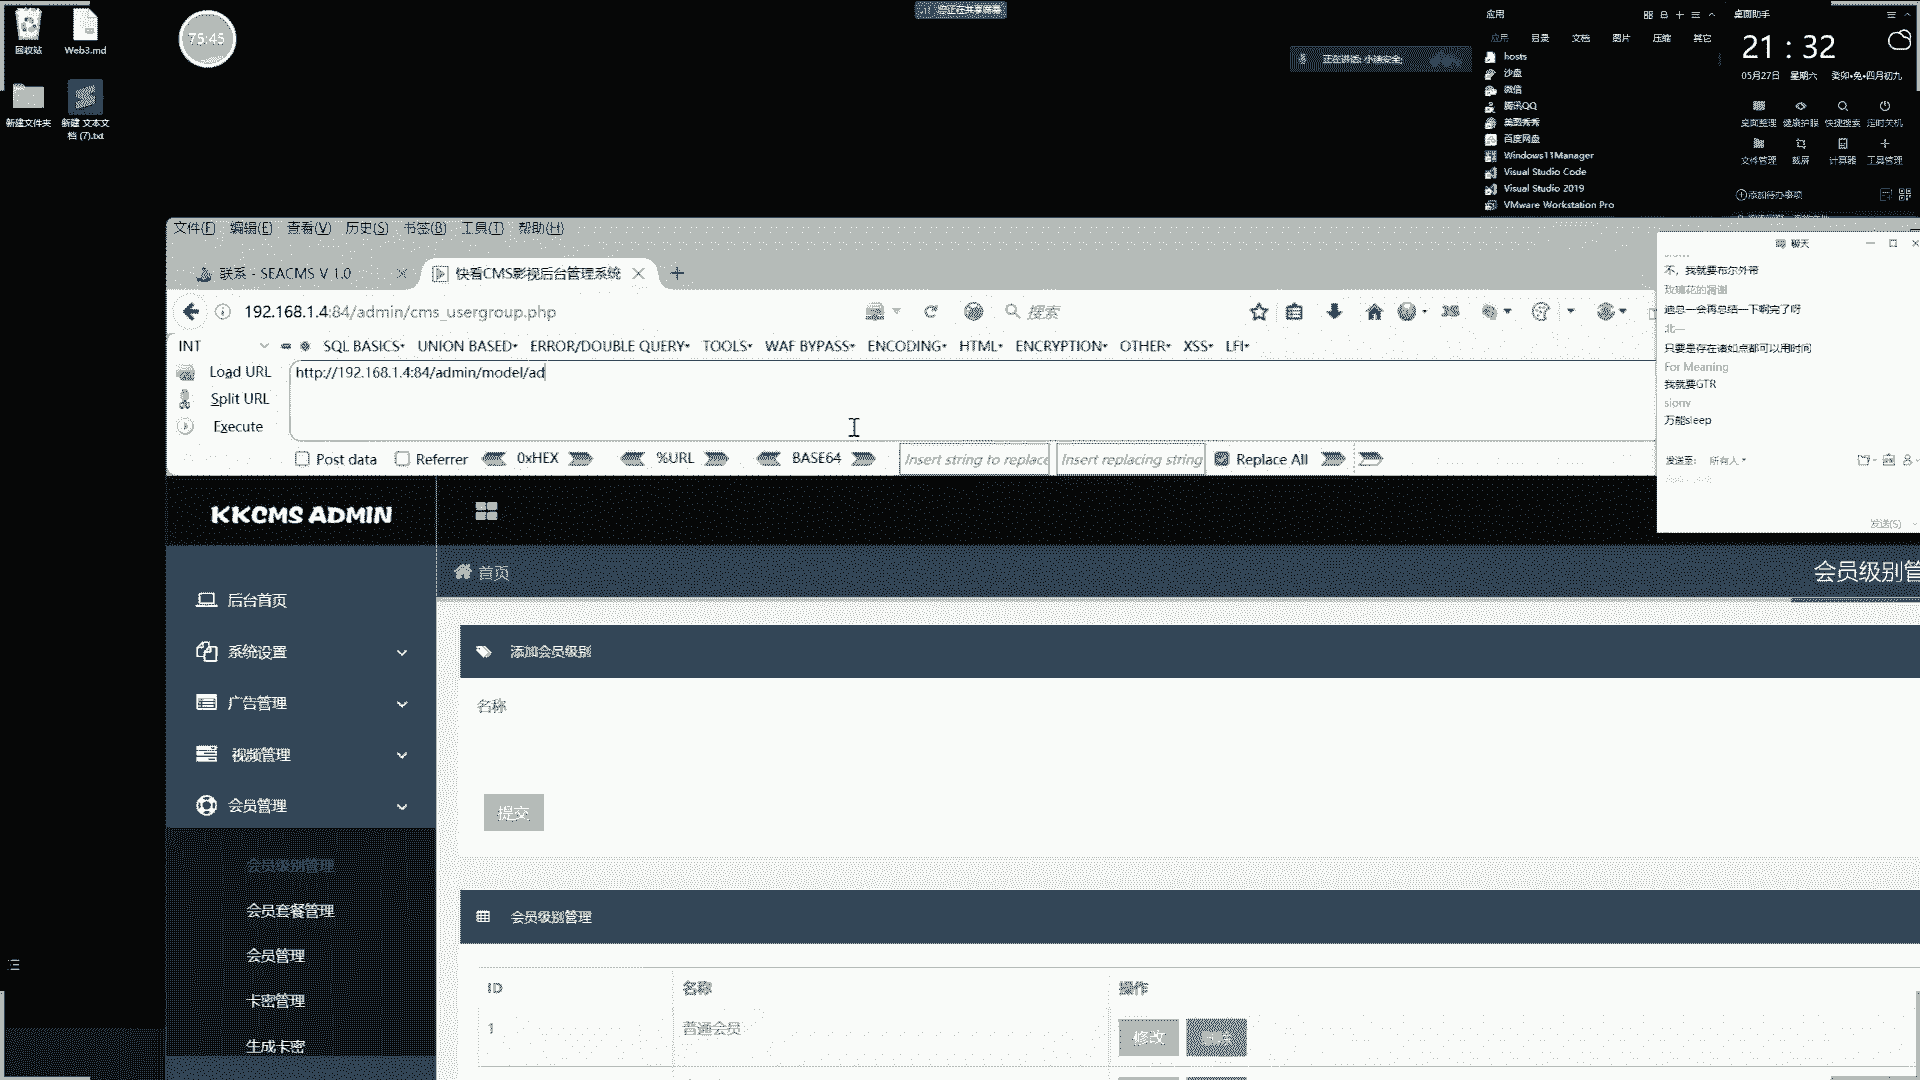 回收站
Web3.md
新建文件夹
新建 文本文档 (7).txt
75:45
您正在共享屏幕
正在讲话: 小迪安全;
应用
应用 目录 文档 图片 压缩 其它
hosts
沙盘
微信
腾讯QQ
美图秀秀
百度网盘
Windows11Manager
Visual Studio Code
Visual Studio 2019
VMware Workstation Pro
桌面助手
21 : 32
05月27日 星期六 癸卯•兔•四月初九
桌面整理 健康护眼 快捷搜索 定时关机
文件管理 截屏 计算器 工具管理
添加待办事项
文件(F) 编辑(E) 查看(V) 历史(S) 书签(B) 工具(T) 帮助(H)
联系 - SEACMS V 1.0
快看CMS影视后台管理系统
192.168.1.4:84/admin/cms_usergroup.php
搜索
INT SQL BASICS UNION BASED ERROR/DOUBLE QUERY TOOLS WAF BYPASS ENCODING HTML ENCRYPTION OTHER XSS LFI
Load URL
http://192.168.1.4:84/admin/model/ad
Split URL
Execute
Post data Referrer 0xHEX %URL BASE64 Insert string to replace Insert replacing string Replace All
聊天
不，我就要布尔外带
迪总一会再总结一下啊完了呀
北一
只要是存在诸如点都可以用时间
For Meaning
我就要GTR
siony
万能sleep
发送至: 所有人
发送(S)
KKCMS ADMIN
首页
会员级别管
后台首页
系统设置
广告管理
视频管理
会员管理
会员级别管理
会员套餐管理
会员管理
卡密管理
生成卡密
添加会员级别
名称
提交
会员级别管理
ID 名称 操作
1 普通会员 修改 删除